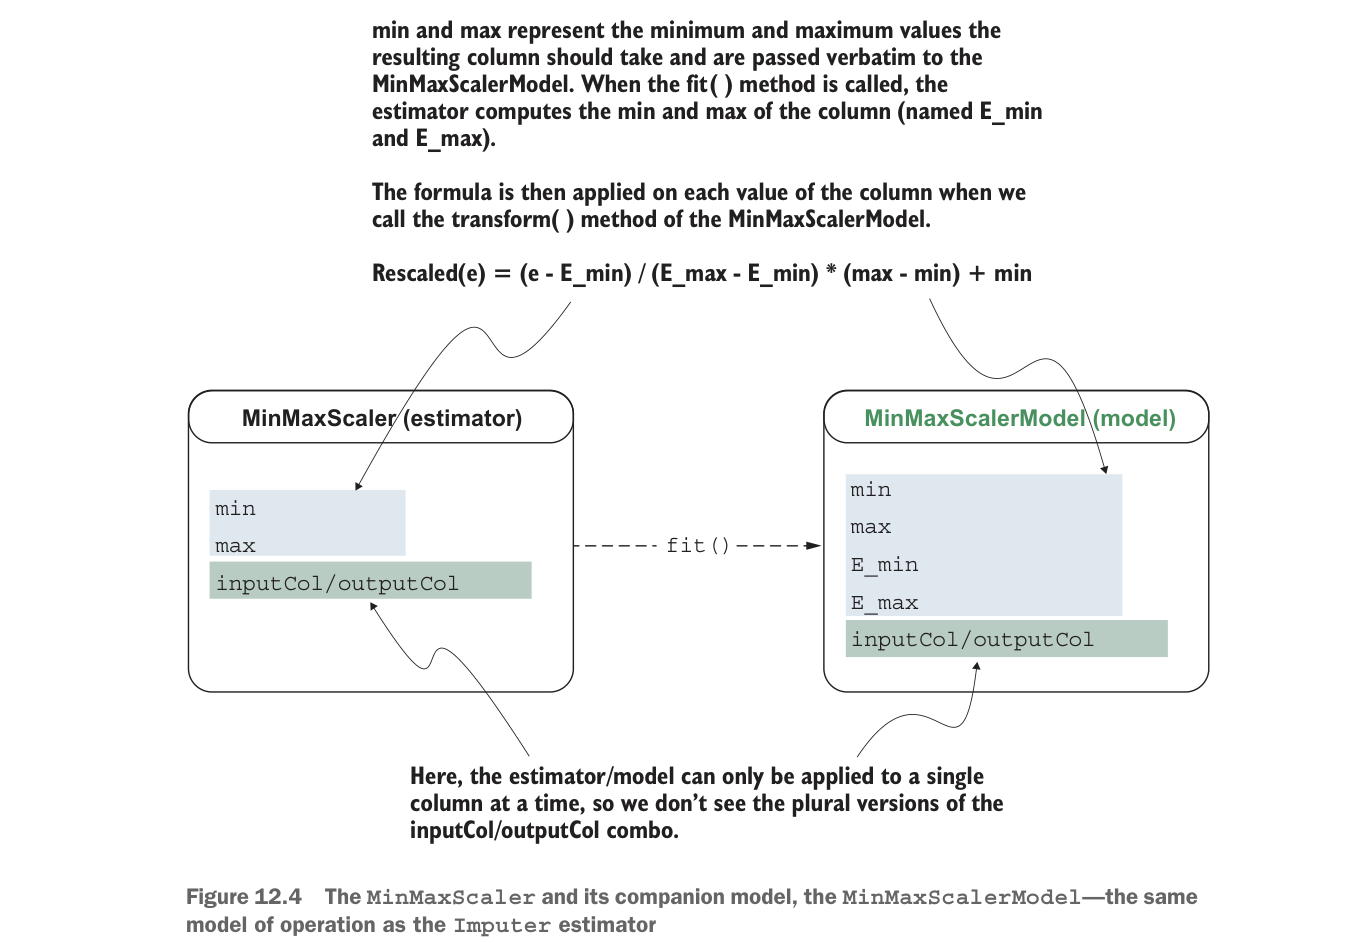 min and max represent the minimum and maximum values the
resulting column should take and are passed verbatim to the
MinMaxScalerModel. When the fit( ) method is called, the
estimator computes the min and max of the column (named E_min
and E_max).
The formula is then applied on each value of the column when we
call the transform( ) method of the MinMaxScalerModel.
Rescaled(e) = (e - E_min) / (E_max - E_min) * (max - min) + min
MinMaxScaler (estimator)
min
max
inputCol/outputCol
fit()
MinMaxScalerModel (model)
min
max
E_min
E_max
inputCol/outputCol
Here, the estimator/model can only be applied to a single
column at a time, so we don’t see the plural versions of the
inputCol/outputCol combo.
Figure 12.4 The MinMaxScaler and its companion model, the MinMaxScalerModel—the same
model of operation as the Imputer estimator